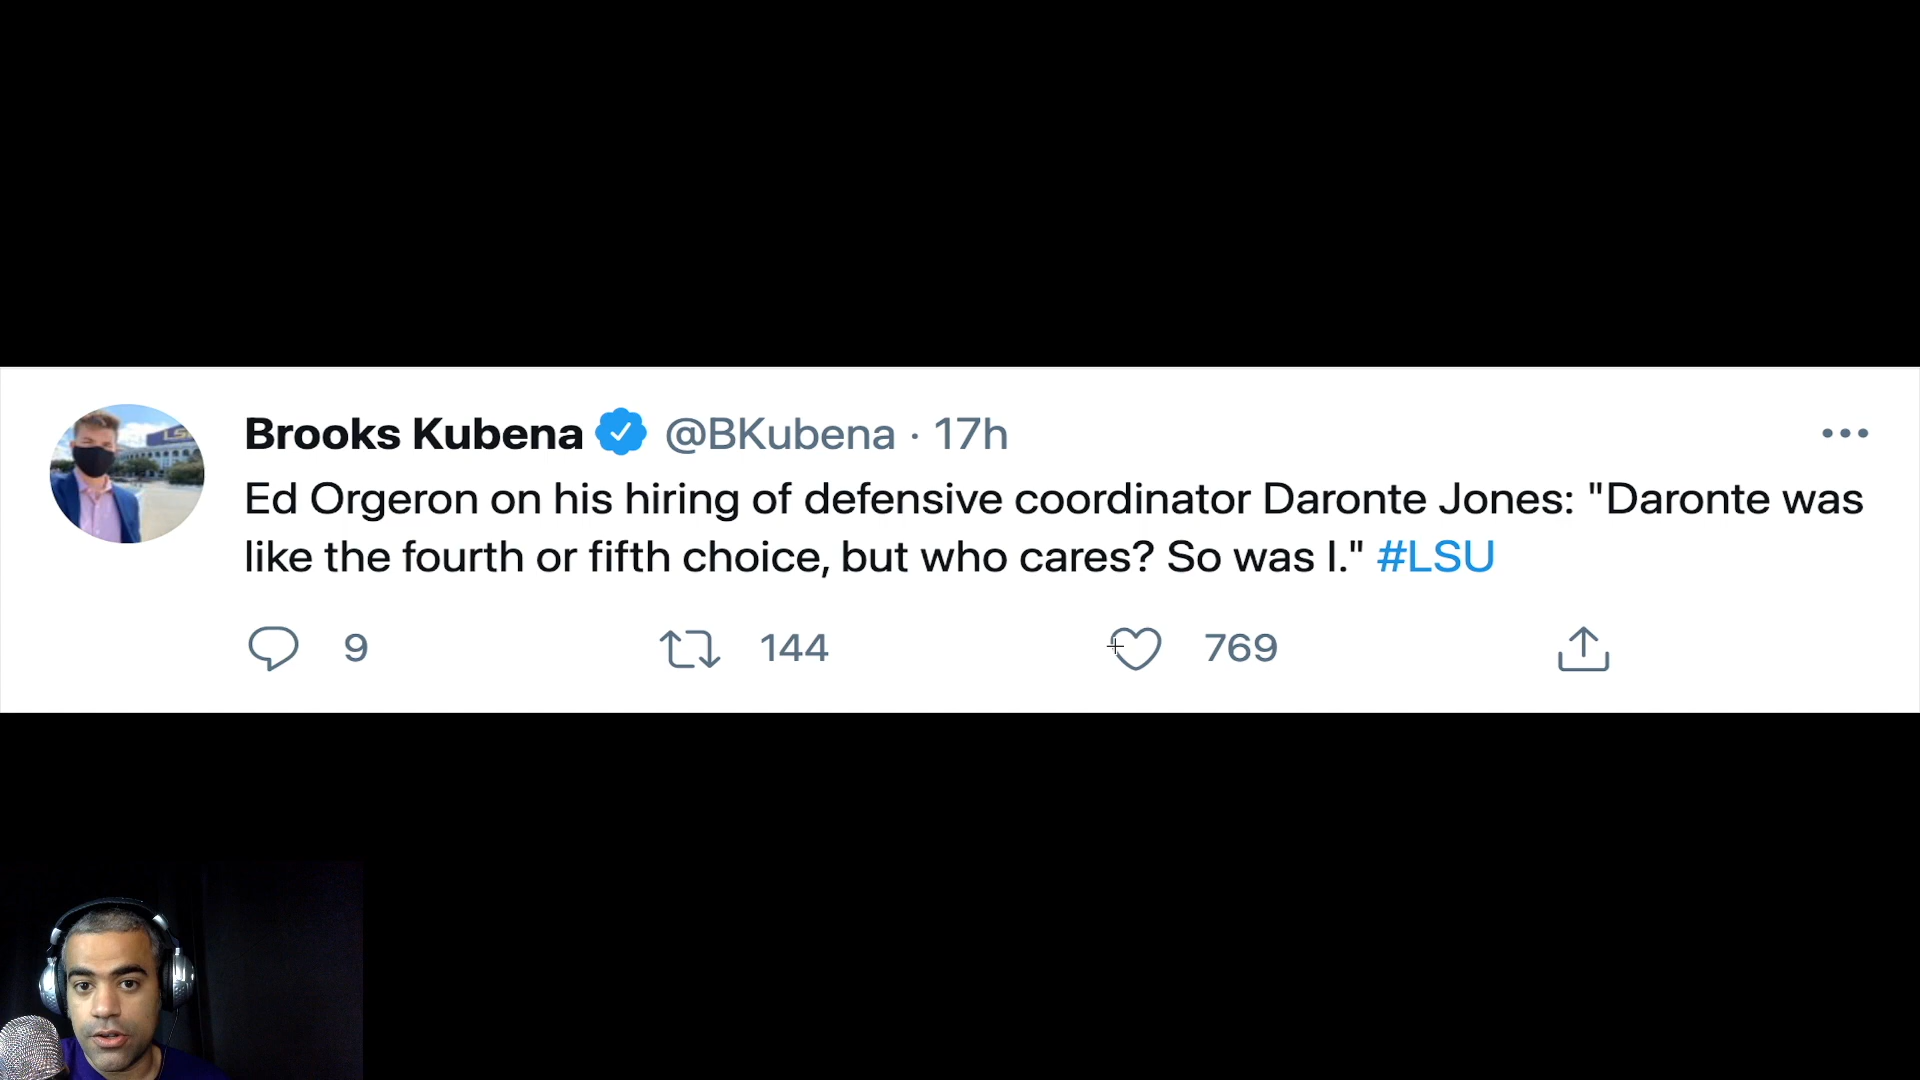 Brooks Kubena @BKubena · 17h
Ed Orgeron on his hiring of defensive coordinator Daronte Jones: "Daronte was
like the fourth or fifth choice, but who cares? So was I." #LSU
9 144 769